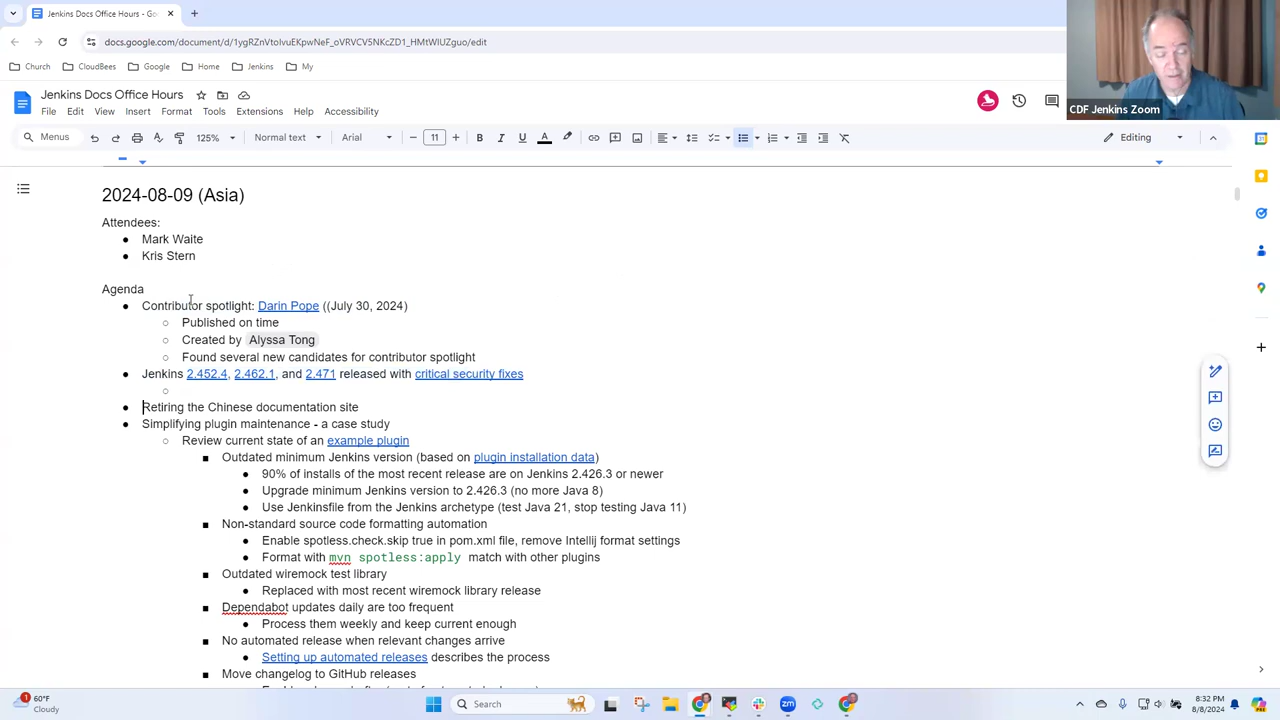 Jenkins Docs Office Hours - Go
docs.google.com/document/d/1ygRZnVtoIvuEKpwNeF_oVRVCV5NKcZD1_HMtWIUZguo/edit
Church
CloudBees
Google
Home
Jenkins
My
CDF Jenkins Zoom
Jenkins Docs Office Hours
File Edit View Insert Format Tools Extensions Help Accessibility
Menus
125%
Normal text
Arial
11
Editing
2024-08-09 (Asia)
Attendees:
● Mark Waite
● Kris Stern
Agenda
● Contributor spotlight: Darin Pope ((July 30, 2024)
○ Published on time
○ Created by Alyssa Tong
○ Found several new candidates for contributor spotlight
● Jenkins 2.452.4, 2.462.1, and 2.471 released with critical security fixes
○
● Retiring the Chinese documentation site
● Simplifying plugin maintenance - a case study
○ Review current state of an example plugin
■ Outdated minimum Jenkins version (based on plugin installation data)
● 90% of installs of the most recent release are on Jenkins 2.426.3 or newer
● Upgrade minimum Jenkins version to 2.426.3 (no more Java 8)
● Use Jenkinsfile from the Jenkins archetype (test Java 21, stop testing Java 11)
■ Non-standard source code formatting automation
● Enable spotless.check.skip true in pom.xml file, remove Intellij format settings
● Format with mvn spotless:apply match with other plugins
■ Outdated wiremock test library
● Replaced with most recent wiremock library release
■ Dependabot updates daily are too frequent
● Process them weekly and keep current enough
■ No automated release when relevant changes arrive
● Setting up automated releases describes the process
■ Move changelog to GitHub releases
60°F
Cloudy
Search
8:32 PM
8/8/2024